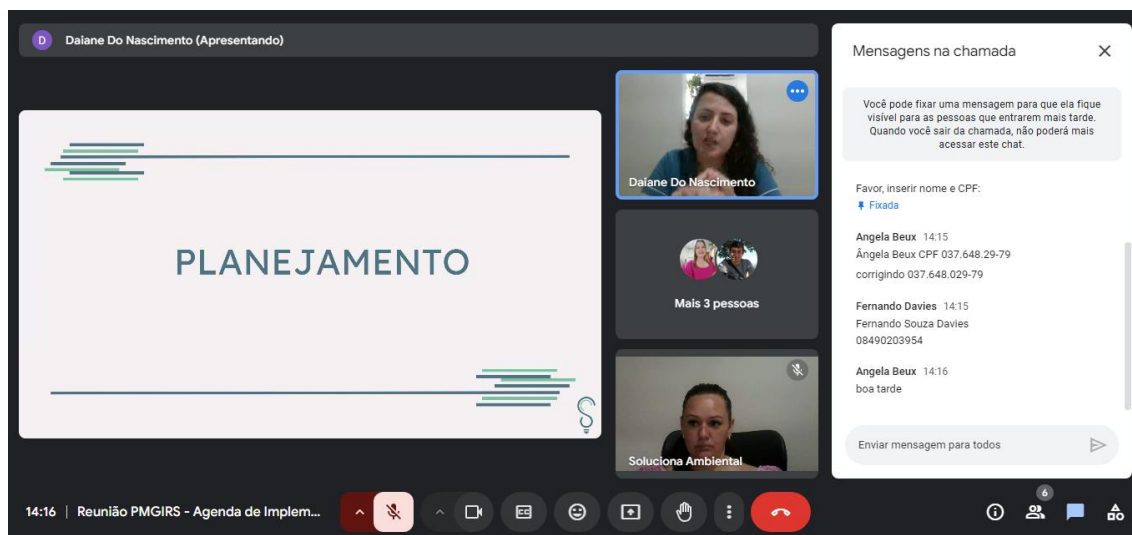 D
Daiane Do Nascimento (Apresentando)
PLANEJAMENTO
Daiane Do Nascimento
Mais 3 pessoas
Soluciona Ambiental
Mensagens na chamada
Você pode fixar uma mensagem para que ela fique
visível para as pessoas que entrarem mais tarde.
Quando você sair da chamada, não poderá mais
acessar este chat.
Favor, inserir nome e CPF:
Fixada
Angela Beux 14:15
Ângela Beux CPF 037.648.29-79
corrigindo 037.648.029-79
Fernando Davies 14:15
Fernando Souza Davies
08490203954
Angela Beux 14:16
boa tarde
Enviar mensagem para todos
14:16 | Reunião PMGIRS - Agenda de Implem...
CC
6